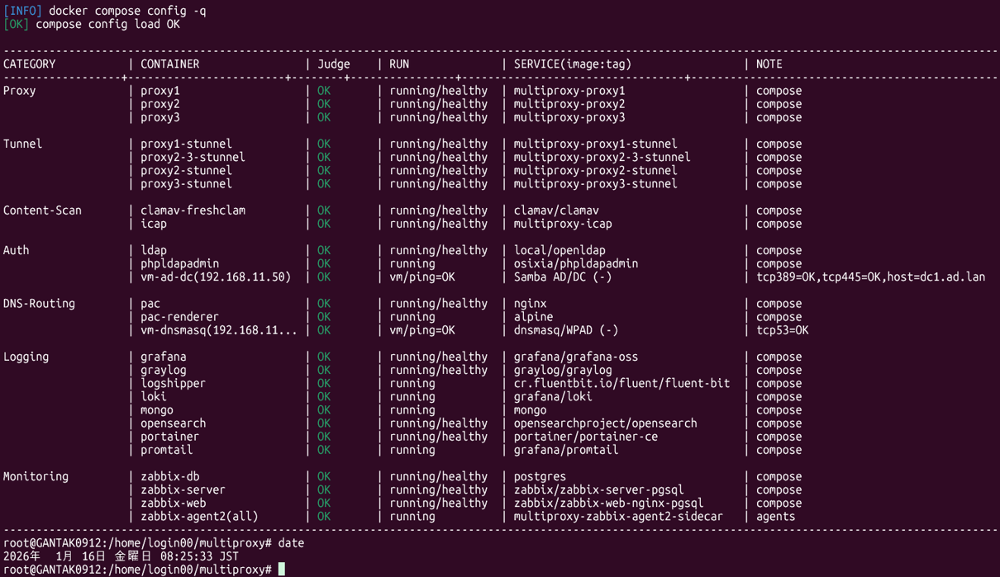 [INFO] docker compose config -q
[OK] compose config load OK
CATEGORY | CONTAINER | Judge | RUN | SERVICE(image:tag) | NOTE
Proxy | proxy1 | OK | running/healthy | multiproxy-proxy1 | compose
| proxy2 | OK | running/healthy | multiproxy-proxy2 | compose
| proxy3 | OK | running/healthy | multiproxy-proxy3 | compose
Tunnel | proxy1-stunnel | OK | running/healthy | multiproxy-proxy1-stunnel | compose
| proxy2-3-stunnel | OK | running/healthy | multiproxy-proxy2-3-stunnel | compose
| proxy2-stunnel | OK | running/healthy | multiproxy-proxy2-stunnel | compose
| proxy3-stunnel | OK | running/healthy | multiproxy-proxy3-stunnel | compose
Content-Scan | clamav-freshclam | OK | running/healthy | clamav/clamav | compose
| icap | OK | running/healthy | multiproxy-icap | compose
Auth | ldap | OK | running/healthy | local/openldap | compose
| phpldapadmin | OK | running | osixia/phpldapadmin | compose
| vm-ad-dc(192.168.11.50) | OK | vm/ping=OK | Samba AD/DC (-) | tcp389=OK,tcp445=OK,host=dc1.ad.lan
DNS-Routing | pac | OK | running/healthy | nginx | compose
| pac-renderer | OK | running | alpine | compose
| vm-dnsmasq(192.168.11... | OK | vm/ping=OK | dnsmasq/WPAD (-) | tcp53=OK
Logging | grafana | OK | running/healthy | grafana/grafana-oss | compose
| graylog | OK | running/healthy | graylog/graylog | compose
| logshipper | OK | running | cr.fluentbit.io/fluent/fluent-bit | compose
| loki | OK | running | grafana/loki | compose
| mongo | OK | running | mongo | compose
| opensearch | OK | running/healthy | opensearchproject/opensearch | compose
| portainer | OK | running/healthy | portainer/portainer-ce | compose
| promtail | OK | running | grafana/promtail | compose
Monitoring | zabbix-db | OK | running/healthy | postgres | compose
| zabbix-server | OK | running/healthy | zabbix/zabbix-server-pgsql | compose
| zabbix-web | OK | running/healthy | zabbix/zabbix-web-nginx-pgsql | compose
| zabbix-agent2(all) | OK | running | multiproxy-zabbix-agent2-sidecar | agents
root@GANTAK0912:/home/login00/multiproxy# date
2026年 1月 16日 金曜日 08:25:33 JST
root@GANTAK0912:/home/login00/multiproxy#